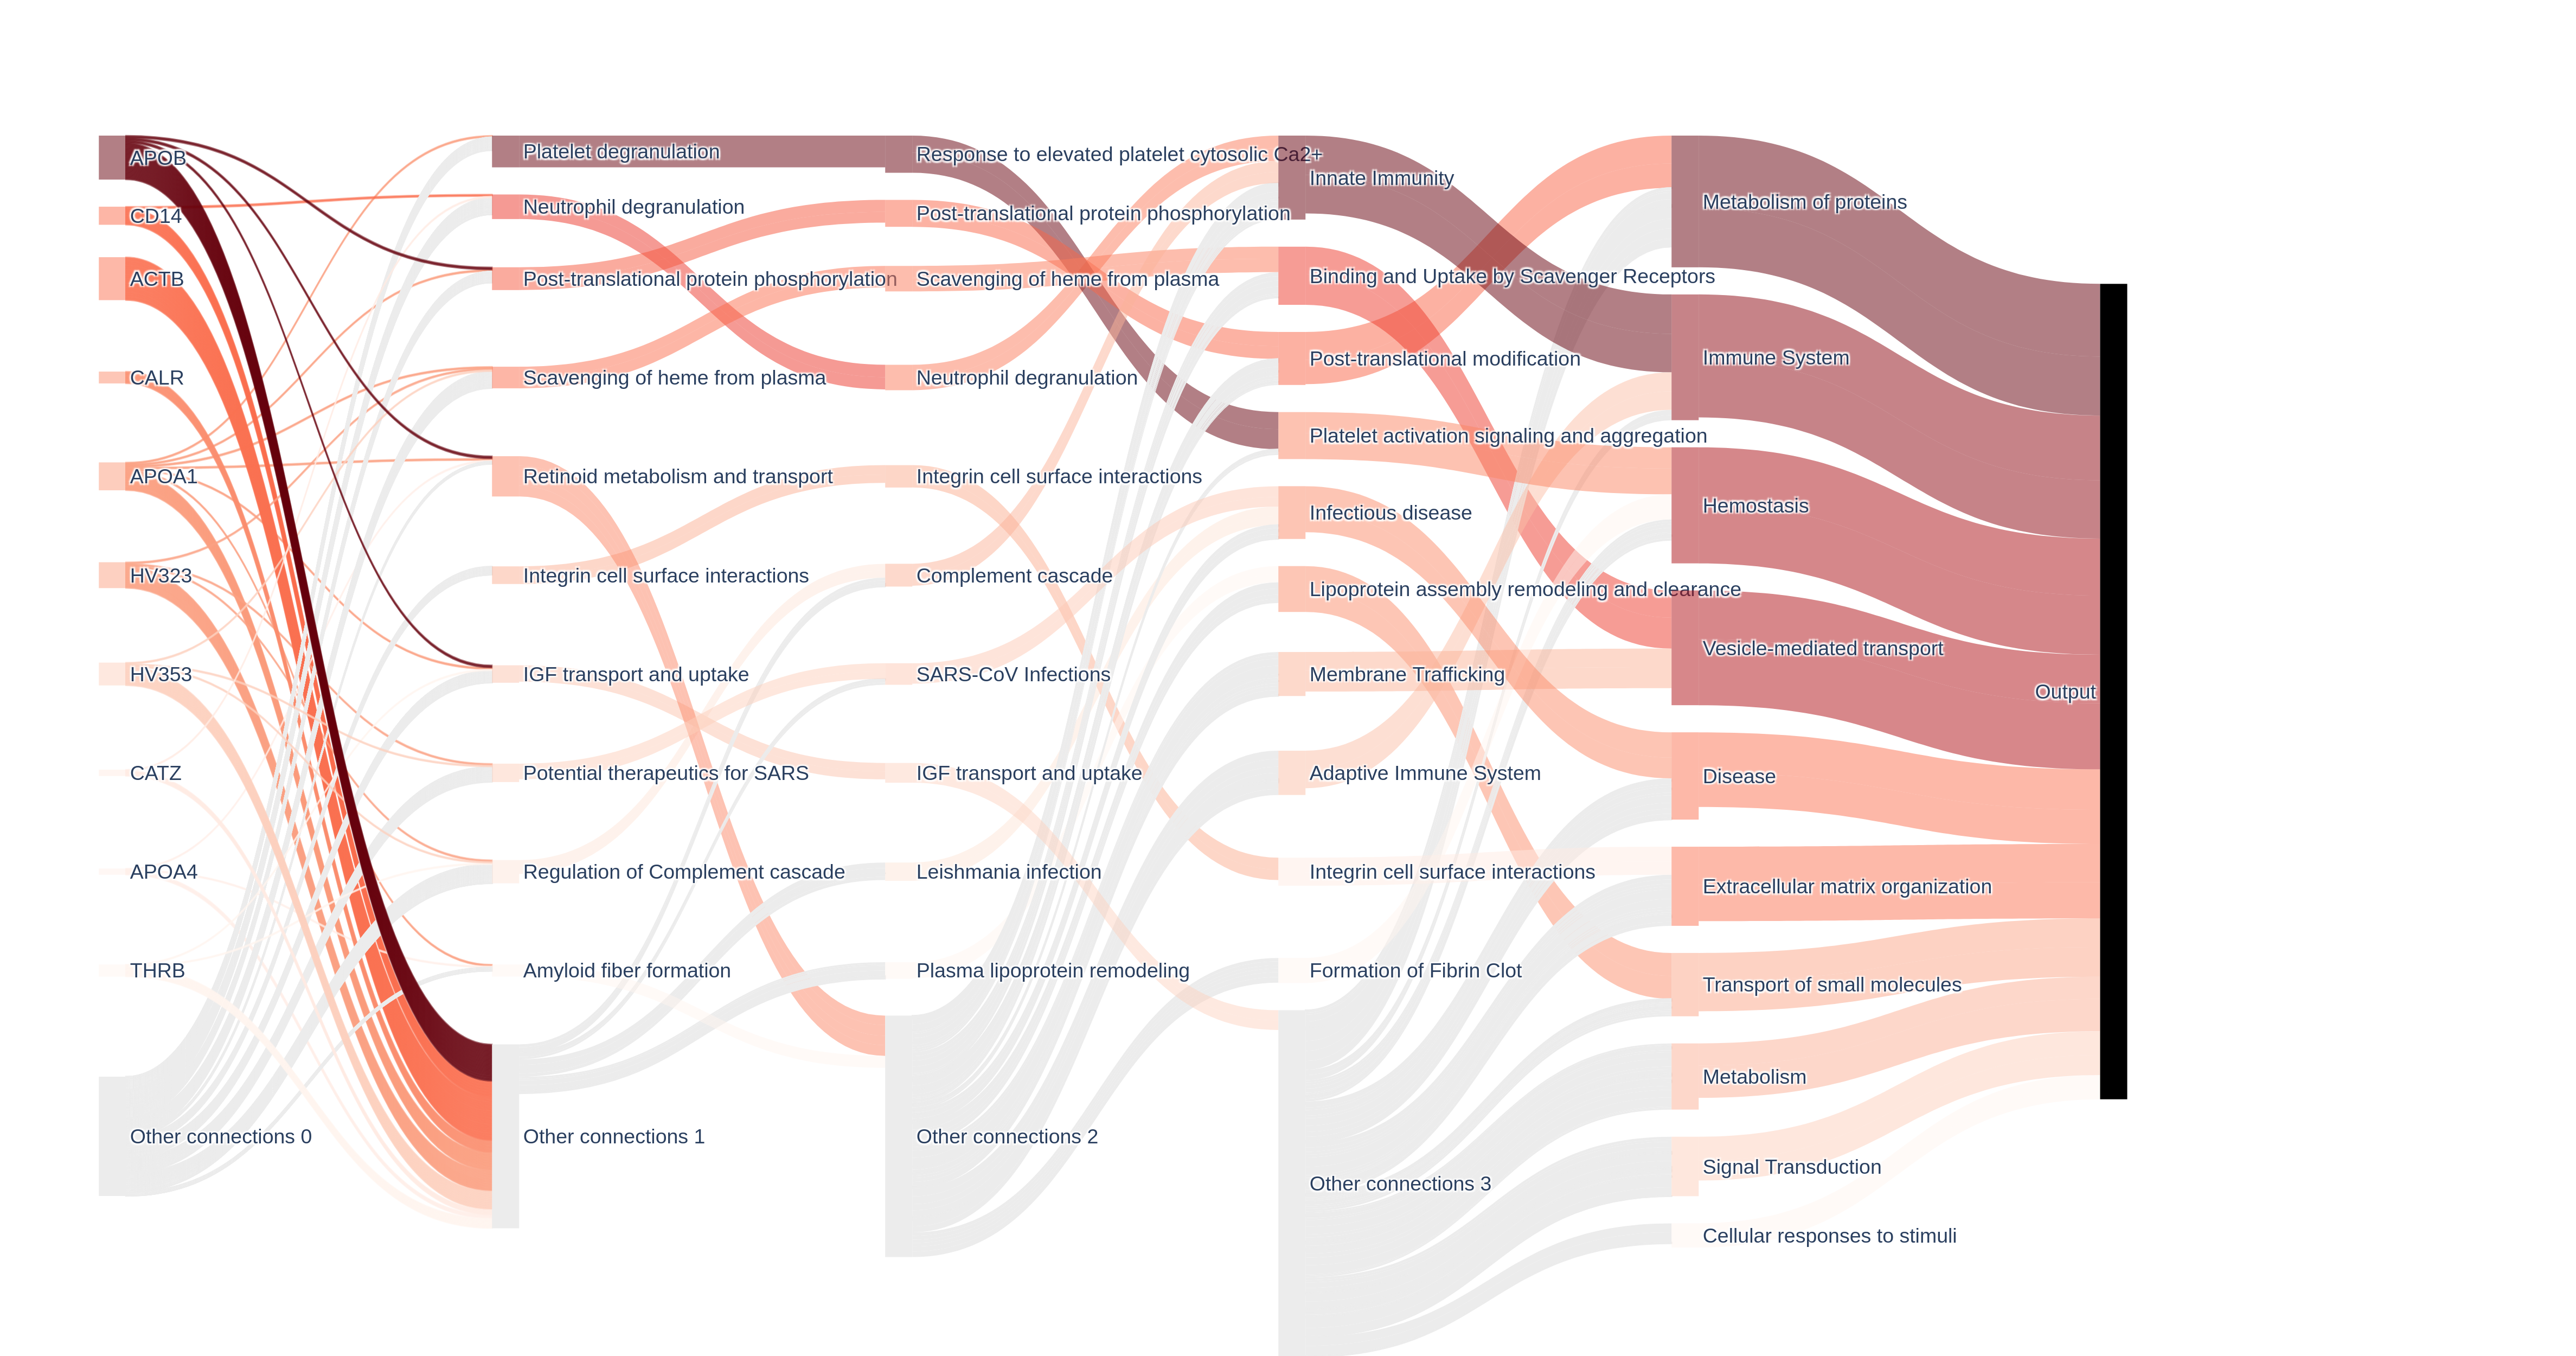 APOB
CD14
ACTB
CALR
APOA1
HV323
HV353
CATZ
APOA4
THRB
Other connections 0
Platelet degranulation
Neutrophil degranulation
Post-translational protein phosphorylation
Scavenging of heme from plasma
Retinoid metabolism and transport
Integrin cell surface interactions
IGF transport and uptake
Potential therapeutics for SARS
Regulation of Complement cascade
Amyloid fiber formation
Other connections 1
Response to elevated platelet cytosolic Ca2+
Post-translational protein phosphorylation
Scavenging of heme from plasma
Neutrophil degranulation
Integrin cell surface interactions
Complement cascade
SARS-CoV Infections
IGF transport and uptake
Leishmania infection
Plasma lipoprotein remodeling
Other connections 2
Innate Immunity
Binding and Uptake by Scavenger Receptors
Post-translational modification
Platelet activation signaling and aggregation
Infectious disease
Lipoprotein assembly remodeling and clearance
Membrane Trafficking
Adaptive Immune System
Integrin cell surface interactions
Formation of Fibrin Clot
Other connections 3
Metabolism of proteins
Immune System
Hemostasis
Vesicle-mediated transport
Disease
Extracellular matrix organization
Transport of small molecules
Metabolism
Signal Transduction
Cellular responses to stimuli
Output